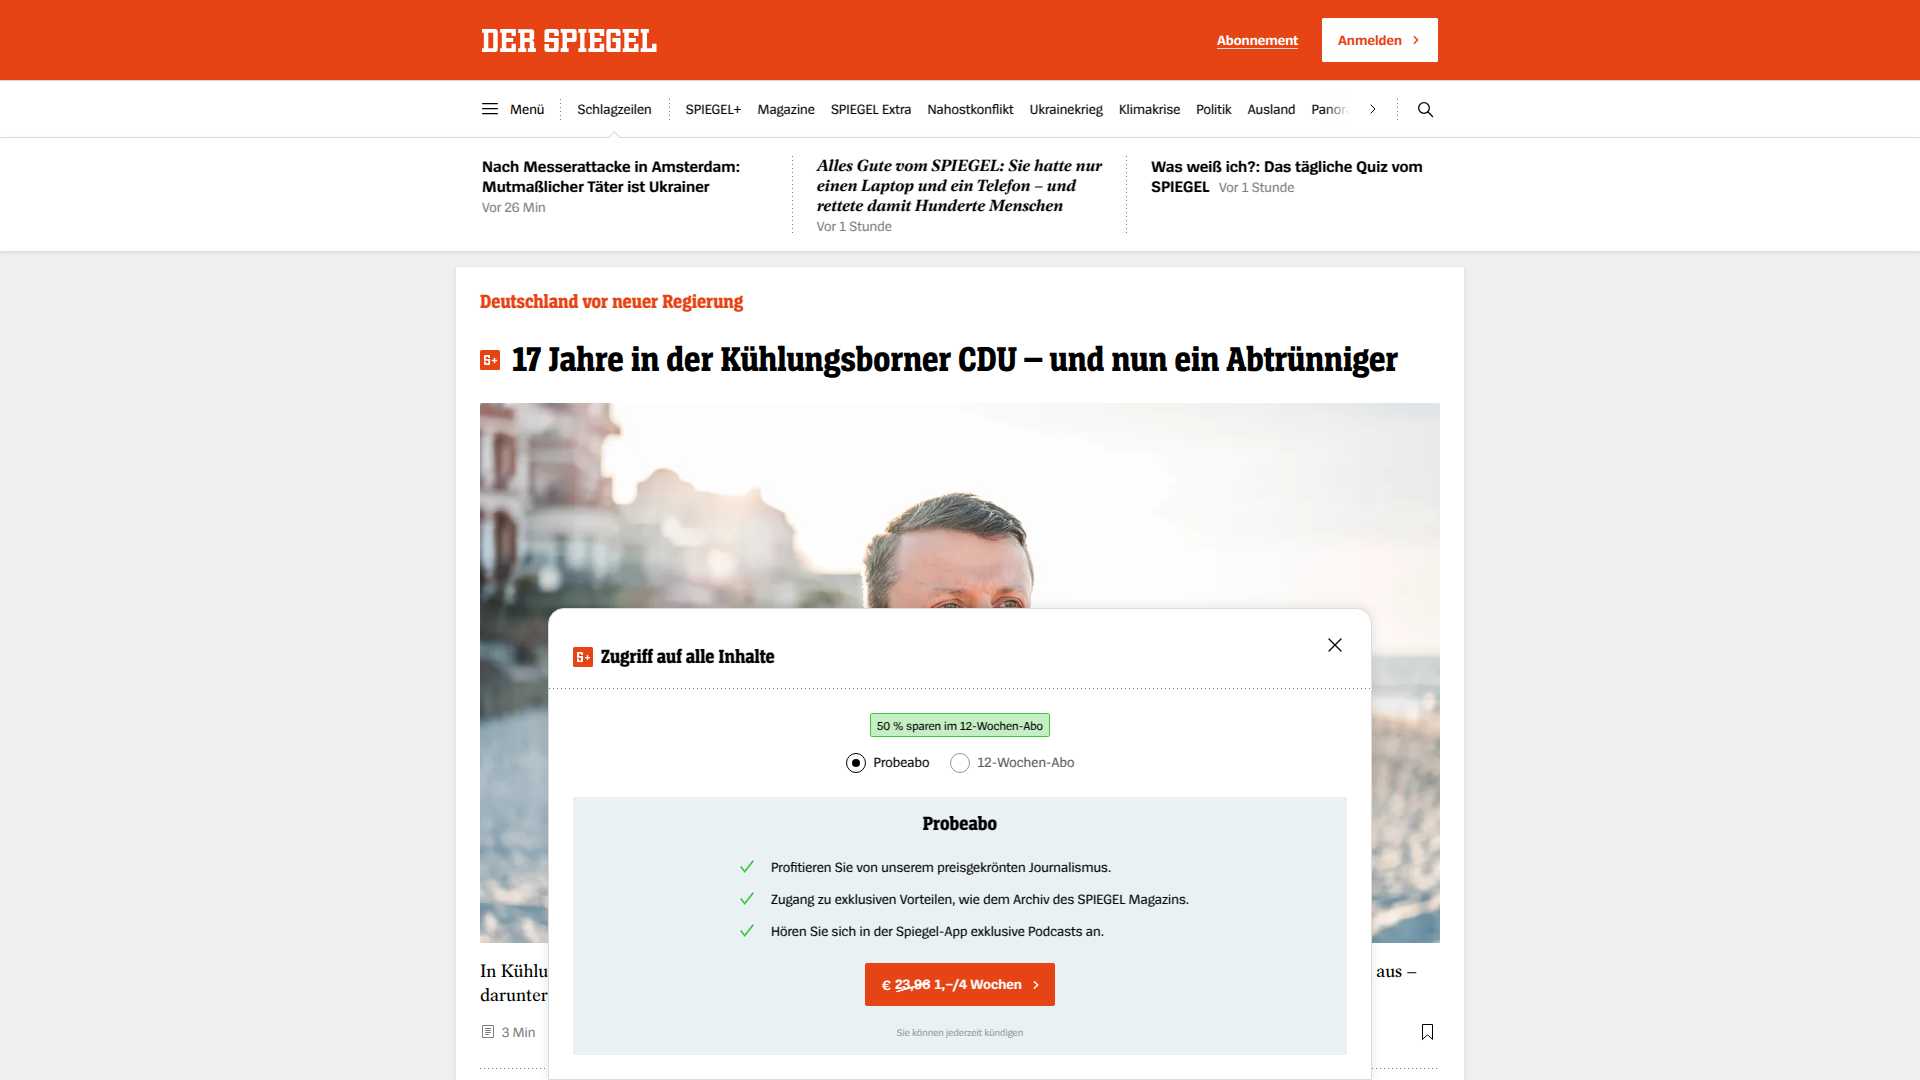 DER SPIEGEL
Abonnement
Anmelden
Menü
Schlagzeilen
SPIEGEL+
Magazine
SPIEGEL Extra
Nahostkonflikt
Ukrainekrieg
Klimakrise
Politik
Ausland
Panor
Nach Messerattacke in Amsterdam:
Mutmaßlicher Täter ist Ukrainer
Vor 26 Min
Alles Gute vom SPIEGEL: Sie hatte nur
einen Laptop und ein Telefon – und
rettete damit Hunderte Menschen
Vor 1 Stunde
Was weiß ich?: Das tägliche Quiz vom
SPIEGEL Vor 1 Stunde
Deutschland vor neuer Regierung
S+ 17 Jahre in der Kühlungsborner CDU – und nun ein Abtrünniger
S+ Zugriff auf alle Inhalte
50 % sparen im 12-Wochen-Abo
Probeabo
12-Wochen-Abo
Probeabo
Profitieren Sie von unserem preisgekrönten Journalismus.
Zugang zu exklusiven Vorteilen, wie dem Archiv des SPIEGEL Magazins.
Hören Sie sich in der Spiegel-App exklusive Podcasts an.
€ 23,96 1,–/4 Wochen
Sie können jederzeit kündigen
In Kühlu
aus –
darunter
3 Min